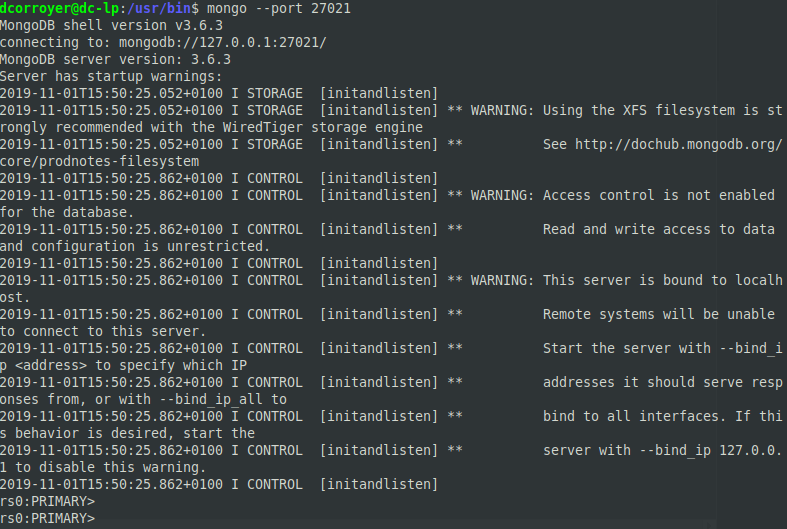 dcorroyer@dc-lp:/usr/bin$ mongo --port 27021
MongoDB shell version v3.6.3
connecting to: mongodb://127.0.0.1:27021/
MongoDB server version: 3.6.3
Server has startup warnings:
2019-11-01T15:50:25.052+0100 I STORAGE  [initandlisten]
2019-11-01T15:50:25.052+0100 I STORAGE  [initandlisten] ** WARNING: Using the XFS filesystem is st
rongly recommended with the WiredTiger storage engine
2019-11-01T15:50:25.052+0100 I STORAGE  [initandlisten] **          See http://dochub.mongodb.org/
core/prodnotes-filesystem
2019-11-01T15:50:25.862+0100 I CONTROL  [initandlisten]
2019-11-01T15:50:25.862+0100 I CONTROL  [initandlisten] ** WARNING: Access control is not enabled
for the database.
2019-11-01T15:50:25.862+0100 I CONTROL  [initandlisten] **          Read and write access to data
and configuration is unrestricted.
2019-11-01T15:50:25.862+0100 I CONTROL  [initandlisten]
2019-11-01T15:50:25.862+0100 I CONTROL  [initandlisten] ** WARNING: This server is bound to localh
ost.
2019-11-01T15:50:25.862+0100 I CONTROL  [initandlisten] **          Remote systems will be unable
to connect to this server.
2019-11-01T15:50:25.862+0100 I CONTROL  [initandlisten] **          Start the server with --bind_i
p <address> to specify which IP
2019-11-01T15:50:25.862+0100 I CONTROL  [initandlisten] **          addresses it should serve resp
onses from, or with --bind_ip_all to
2019-11-01T15:50:25.862+0100 I CONTROL  [initandlisten] **          bind to all interfaces. If thi
s behavior is desired, start the
2019-11-01T15:50:25.862+0100 I CONTROL  [initandlisten] **          server with --bind_ip 127.0.0.
1 to disable this warning.
2019-11-01T15:50:25.862+0100 I CONTROL  [initandlisten]
rs0:PRIMARY>
rs0:PRIMARY>